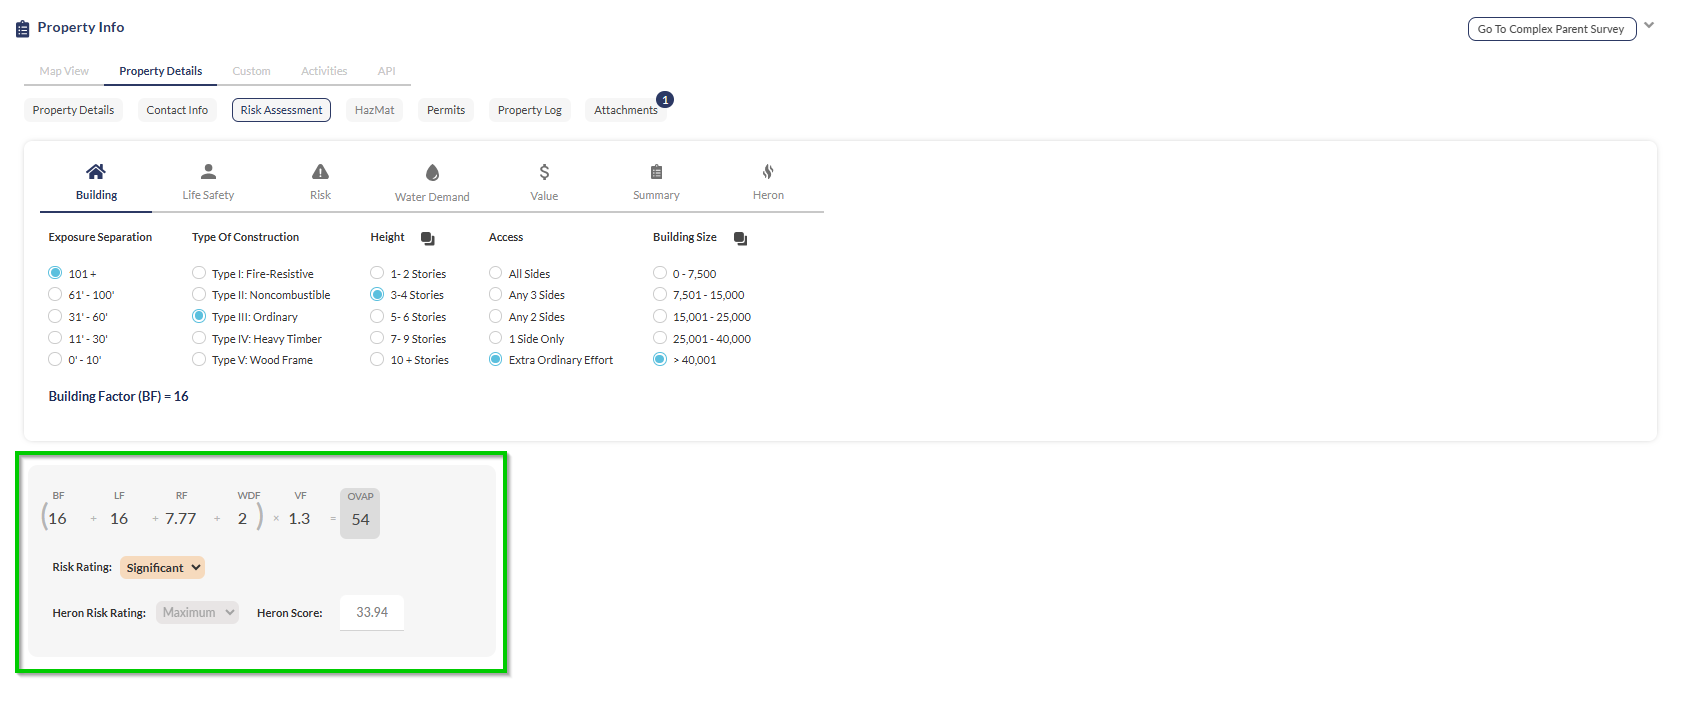 Property Info
Go To Complex Parent Survey
Map View Property Details Custom Activities API
Property Details Contact Info Risk Assessment HazMat Permits Property Log Attachments 1
Building Life Safety Risk Water Demand Value Summary Heron
Exposure Separation Type Of Construction Height Access Building Size
101 + Type I: Fire-Resistive 1- 2 Stories All Sides 0 - 7,500
61' - 100' Type II: Noncombustible 3-4 Stories Any 3 Sides 7,501 - 15,000
31' - 60' Type III: Ordinary 5- 6 Stories Any 2 Sides 15,001 - 25,000
11' - 30' Type IV: Heavy Timber 7- 9 Stories 1 Side Only 25,001 - 40,000
0' - 10' Type V: Wood Frame 10 + Stories Extra Ordinary Effort > 40,001
Building Factor (BF) = 16
BF LF RF WDF VF OVAP
( 16 + 16 + 7.77 + 2 ) × 1.3 = 54
Risk Rating: Significant
Heron Risk Rating: Maximum Heron Score: 33.94